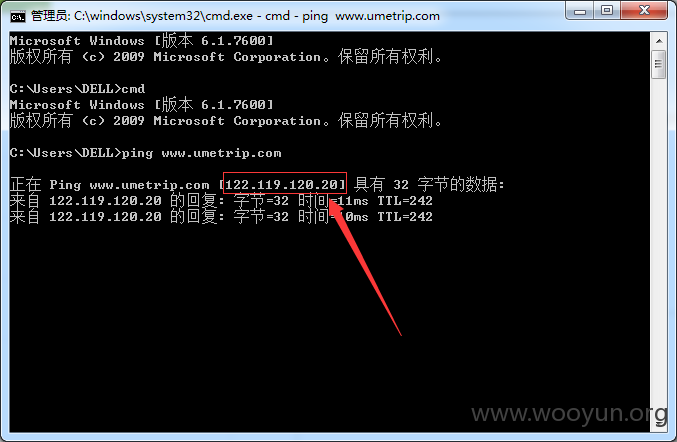 管理员: C:\windows\system32\cmd.exe - cmd - ping www.umetrip.com
Microsoft Windows [版本 6.1.7600]
版权所有 (c) 2009 Microsoft Corporation。保留所有权利。
C:\Users\DELL>cmd
Microsoft Windows [版本 6.1.7600]
版权所有 (c) 2009 Microsoft Corporation。保留所有权利。
C:\Users\DELL>ping www.umetrip.com
正在 Ping www.umetrip.com [122.119.120.20] 具有 32 字节的数据:
来自 122.119.120.20 的回复: 字节=32 时间=11ms TTL=242
来自 122.119.120.20 的回复: 字节=32 时间=10ms TTL=242
www.wooyun.org